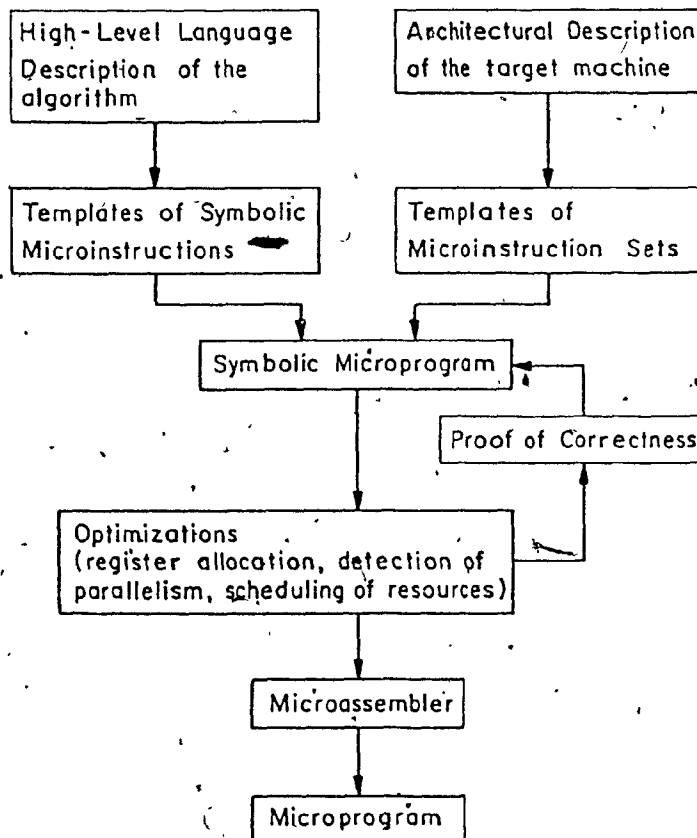 High-Level Language
Description of the
algorithm
Architectural Description
of the target machine
Templates of Symbolic
Microinstructions
Templates of
Microinstruction Sets
Symbolic Microprogram
Proof of Correctness
Optimizations
(register allocation, detection of
parallelism, scheduling of resources)
Microassembler
Microprogram